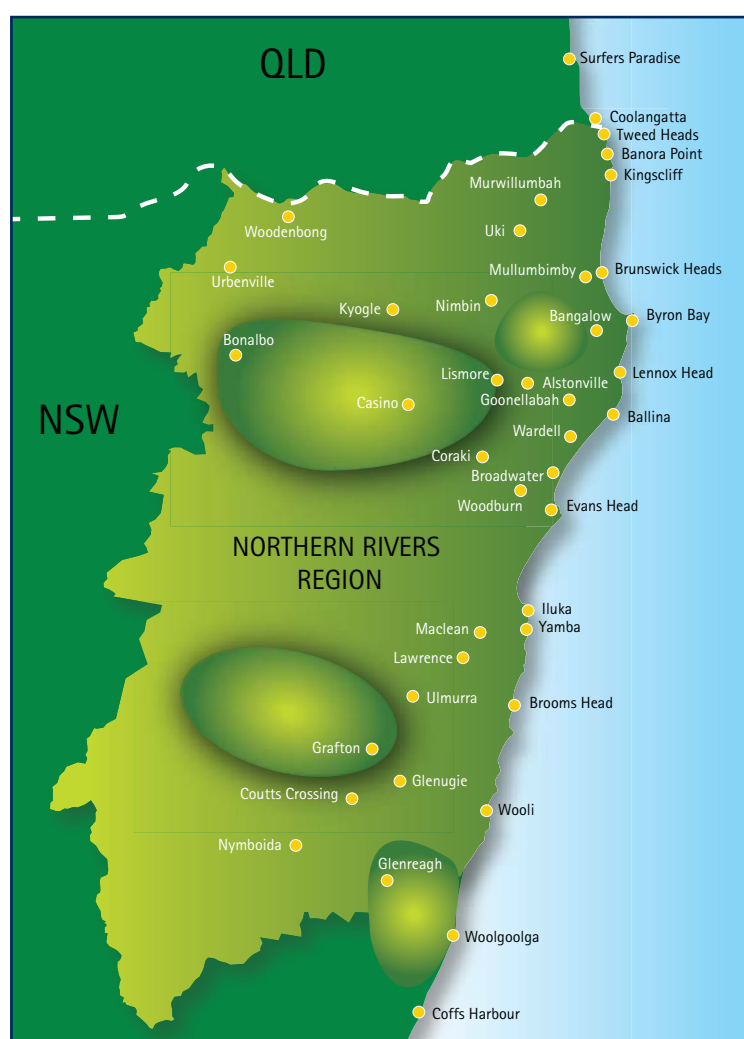 QLD
Surfers Paradise
Coolangatta
Tweed Heads
Banora Point
Kingscliff
Murwillumbah
Woodenbong
Uki
Urbenville
Mullumbimby
Brunswick Heads
Kyogle
Nimbin
Bangalow
Byron Bay
Bonalbo
Lismore
Alstonville
Lennox Head
Casino
Goonellabah
NSW
Ballina
Wardell
Coraki
Broadwater
Woodburn
Evans Head
NORTHERN RIVERS
REGION
Iluka
Maclean
Yamba
Lawrence
Ulmurra
Brooms Head
Grafton
Glenugie
Coutts Crossing
Wooli
Nymboida
Glenreagh
Woolgoolga
Coffs Harbour